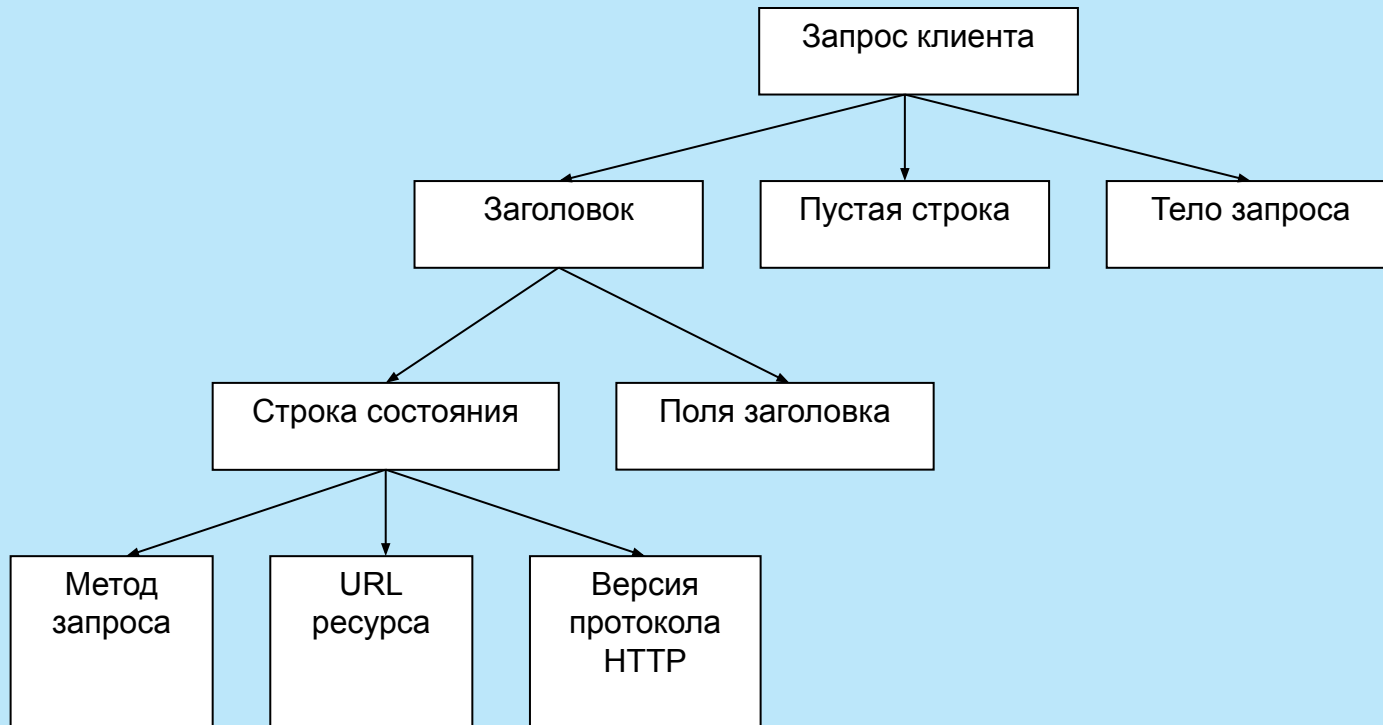 Запрос клиента
Заголовок
Пустая строка
Тело запроса
Строка состояния
Поля заголовка
Метод
запроса
URL
ресурса
Версия
протокола
HTTP